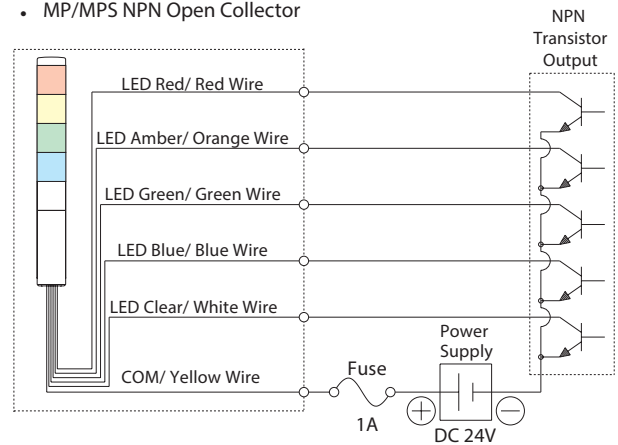 • MP/MPS NPN Open Collector
NPN
Transistor
Output
LED Red/ Red Wire
LED Amber/ Orange Wire
LED Green/ Green Wire
LED Blue/ Blue Wire
LED Clear/ White Wire
COM/ Yellow Wire
Fuse
1A
Power
Supply
+
−
DC 24V